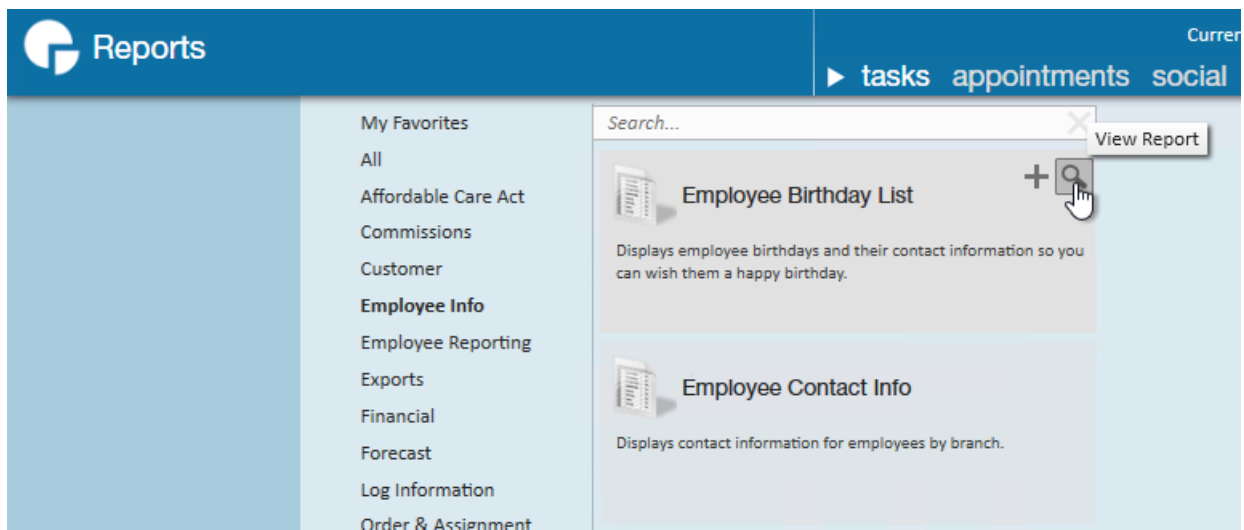 Reports
Curren
tasks appointments social
My Favorites
All
Affordable Care Act
Commissions
Customer
Employee Info
Employee Reporting
Exports
Financial
Forecast
Log Information
Order & Assignment
Search...
View Report
Employee Birthday List
Displays employee birthdays and their contact information so you
can wish them a happy birthday.
Employee Contact Info
Displays contact information for employees by branch.